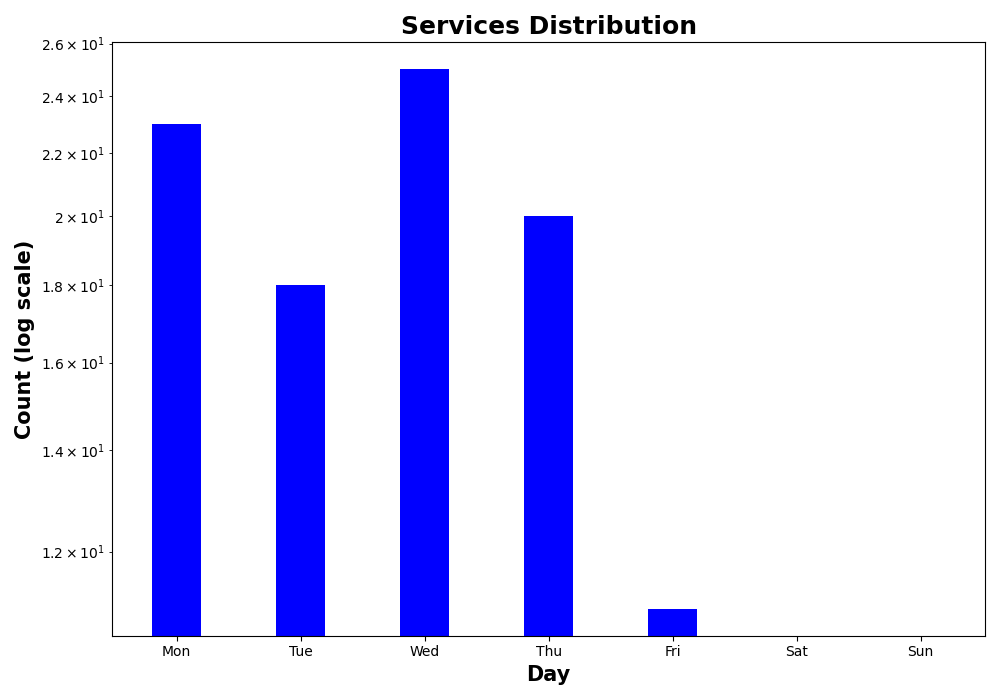 Services Distribution
Count (log scale)
2.6 × 10¹
2.4 × 10¹
2.2 × 10¹
2 × 10¹
1.8 × 10¹
1.6 × 10¹
1.4 × 10¹
1.2 × 10¹
Mon Tue Wed Thu Fri Sat Sun
Day